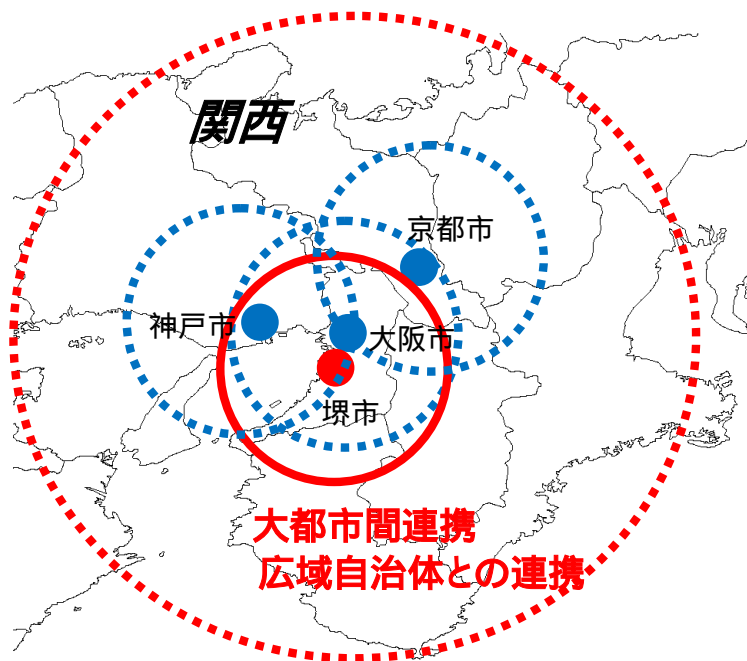 関西
京都市
神戸市
大阪市
堺市
大都市間連携
広域自治体との連携